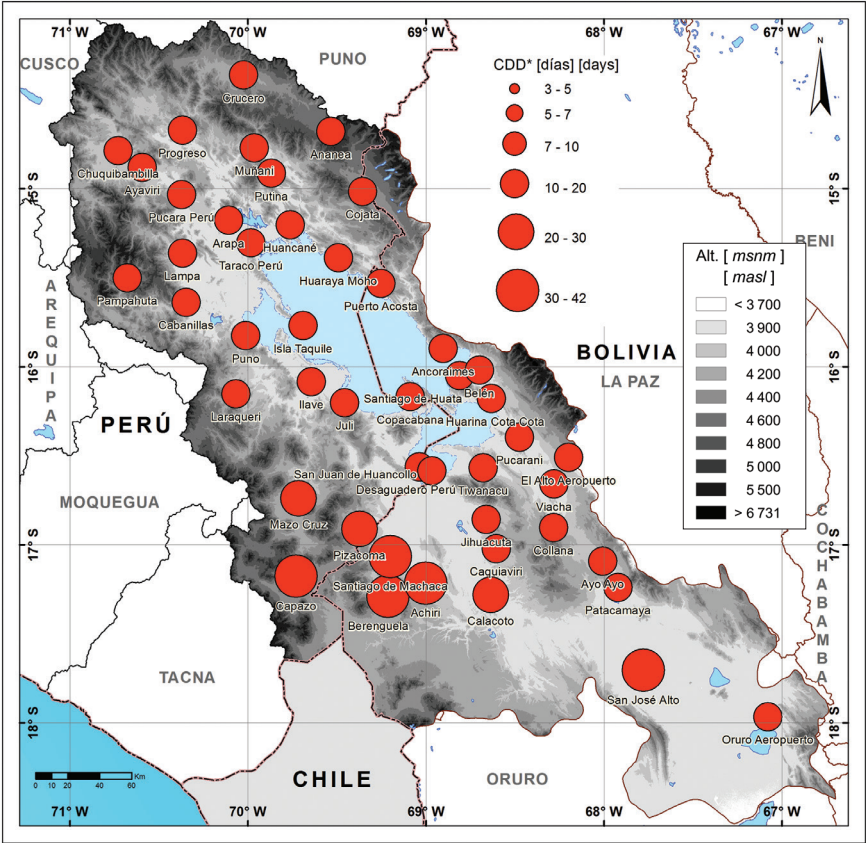 71°W
70°W
69°W
68°W
67°W
CUSCO
PUNO
CDD* [días] [days]
3 - 5
5 - 7
7 - 10
10 - 20
20 - 30
30 - 42
N
Crucero
Progreso
Ananea
Chuquibambilla
Muñani
Ayaviri
Putina
15°S
15°S
Pucara Perú
Cojata
Arapa
Huancané
Taraco Perú
BENI
Lampa
Huaraya Moho
Pampahuta
Puerto Acosta
Cabanillas
AREQUIPA
Alt. [ msnm ]
[ masl ]
< 3 700
3 900
4 000
4 200
4 400
4 600
4 800
5 000
5 500
> 6 731
Puno
Isla Taquile
BOLIVIA
16°S
16°S
Ancoraimes
LA PAZ
Belén
Ilave
Santiago de Huata
Laraqueri
Juli
Copacabana
Huarina Cota Cota
PERÚ
Pucarani
San Juan de Huancollo
El Alto Aeropuerto
Desaguadero Perú
Tiwanacu
MOQUEGUA
Viacha
Mazo Cruz
COCHABAMBA
17°S
17°S
Pizacoma
Jihuacuta
Collana
Caquiaviri
Santiago de Machaca
Ayo Ayo
Capazo
Achiri
Patacamaya
Berenguela
Calacoto
TACNA
San José Alto
18°S
18°S
Oruro Aeropuerto
CHILE
ORURO
0 10 20 40 60 Km
71°W
70°W
69°W
68°W
67°W